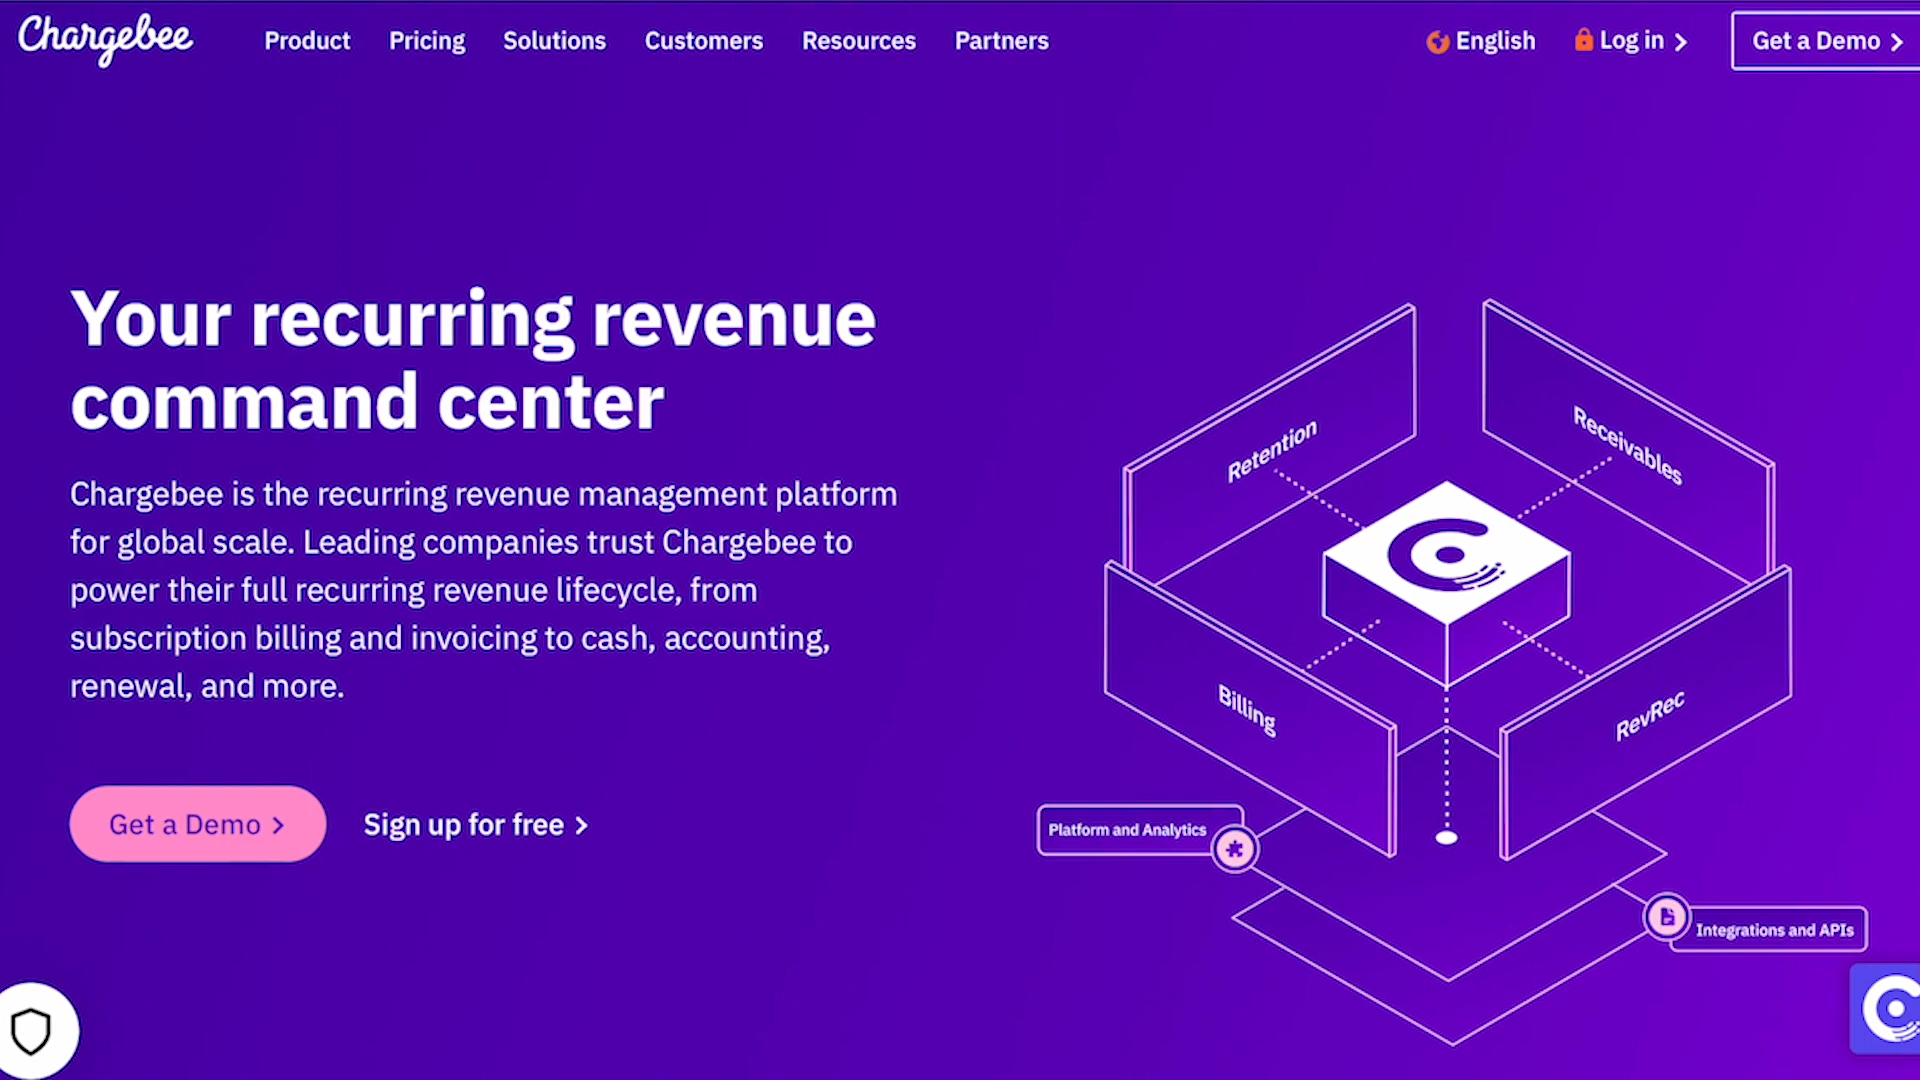 Chargebee
Product Pricing Solutions Customers Resources Partners
English Log in Get a Demo
Your recurring revenue
command center
Chargebee is the recurring revenue management platform
for global scale. Leading companies trust Chargebee to
power their full recurring revenue lifecycle, from
subscription billing and invoicing to cash, accounting,
renewal, and more.
Get a Demo Sign up for free
Retention
Receivables
Billing
RevRec
Platform and Analytics
Integrations and APIs